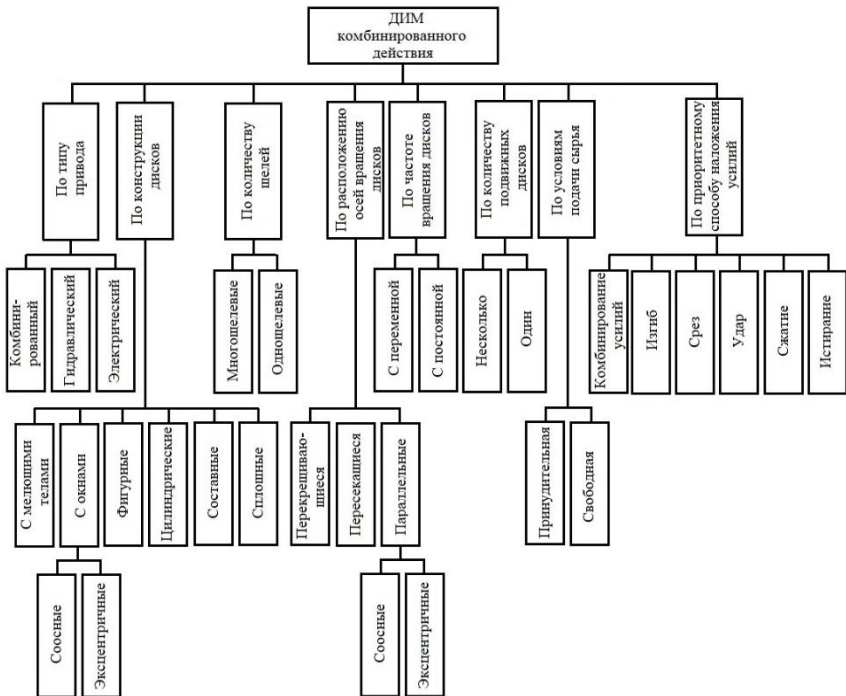 ДИМ
комбинированного
действия
По типу
привода
По конструкции
дисков
По количеству
щелей
По расположению
осей вращения
дисков
По частоте
вращения дисков
По количеству
подвижных
дисков
По условиям
подачи сырья
По приоритетному
способу наложения
усилий
Комбини-
рованный
Гидравлический
Электрический
Многощелевые
Однощелевые
С переменной
С постоянной
Несколько
Один
Комбинирование
усилий
Изгиб
Срез
Удар
Сжатие
Истирание
С мелющими
телами
С окнами
Фигурные
Цилиндрические
Составные
Сплошные
Перекрещиваю-
щиеся
Пересекащиеся
Параллельные
Принудительная
Свободная
Соосные
Эксцентричные
Соосные
Эксцентричные